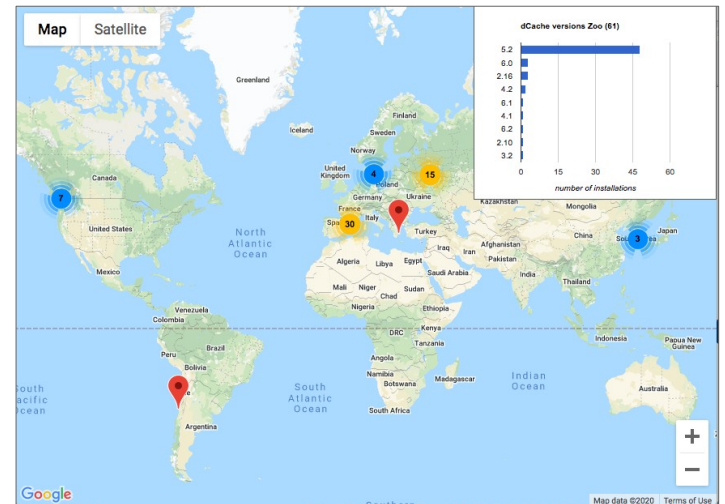 Map Satellite
dCache versions Zoo (61)
5.2
6.0
2.16
4.2
6.1
4.1
6.2
2.10
3.2
0 15 30 45 60
number of installations
Greenland
Iceland
Finland
Sweden
Norway
United
Kingdom
4
15
Canada
7
Germany
Ukraine
France
Kazakhstan
Mongolia
United States
30
Italy
Turkey
China
3
Japan
North
Atlantic
Ocean
Iraq
Iran
Afghanistan
Pakistan
Algeria
Libya
Egypt
Saudi Arabia
India
Mexico
Mali
Niger
Chad
Sudan
Thailand
Venezuela
Nigeria
Ethiopia
Colombia
DRC
Kenya
Tanzania
Indonesia
Papua New
Guinea
Peru
Brazil
Angola
Bolivia
Namibia
Botswana
Madagascar
South
Atlantic
Ocean
Indian
Ocean
Australia
South Africa
Argentina
+
−
Google
Map data ©2020 Terms of Use